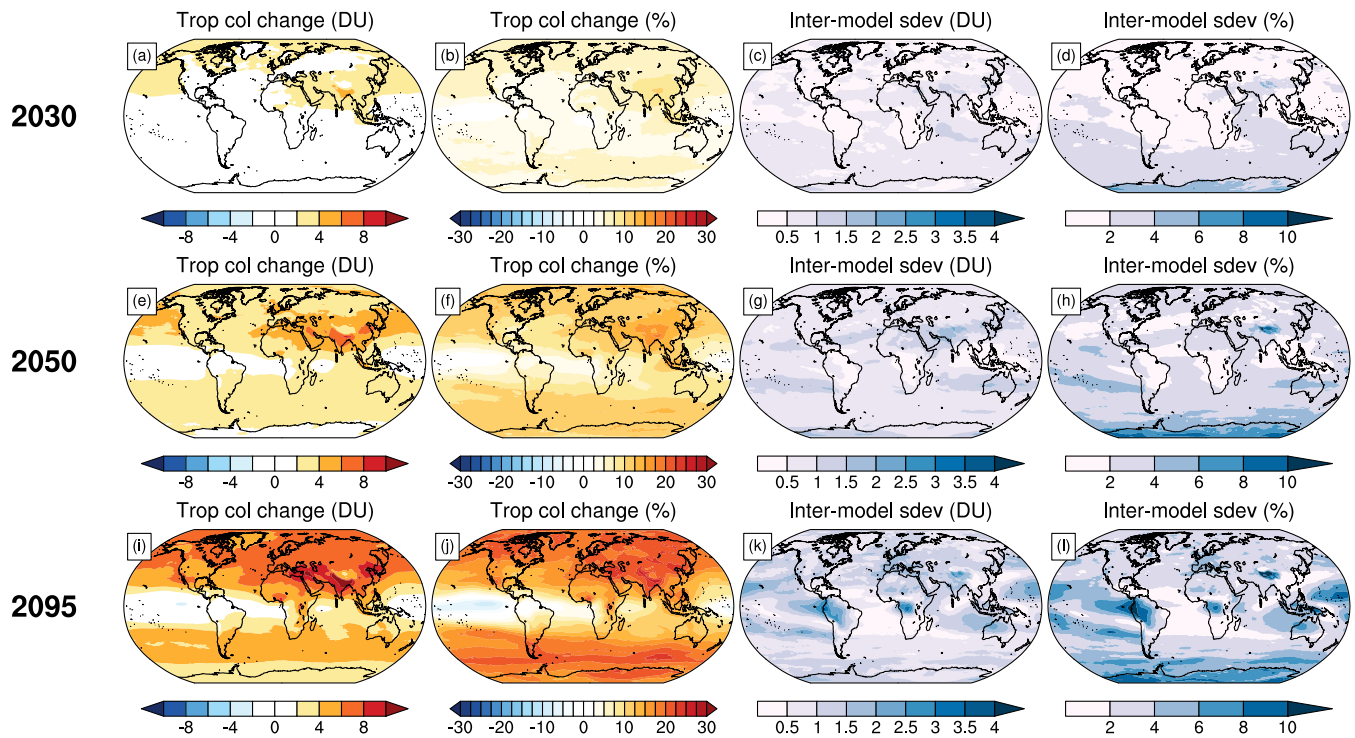 Trop col change (DU) Trop col change (%) Inter-model sdev (DU) Inter-model sdev (%)
(a) (b) (c) (d)
2030
-8 -4 0 4 8 -30 -20 -10 0 10 20 30 0.5 1 1.5 2 2.5 3 3.5 4 2 4 6 8 10
Trop col change (DU) Trop col change (%) Inter-model sdev (DU) Inter-model sdev (%)
(e) (f) (g) (h)
2050
-8 -4 0 4 8 -30 -20 -10 0 10 20 30 0.5 1 1.5 2 2.5 3 3.5 4 2 4 6 8 10
Trop col change (DU) Trop col change (%) Inter-model sdev (DU) Inter-model sdev (%)
(i) (j) (k) (l)
2095
-8 -4 0 4 8 -30 -20 -10 0 10 20 30 0.5 1 1.5 2 2.5 3 3.5 4 2 4 6 8 10